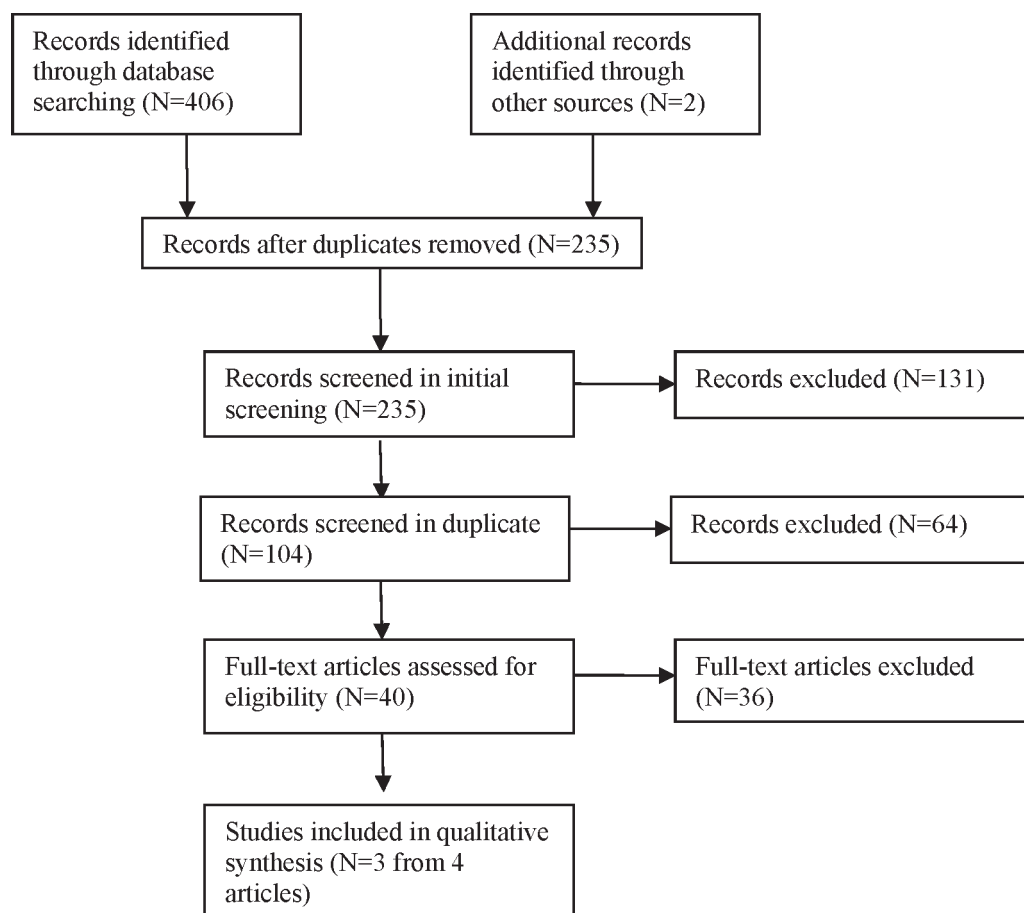 Records identified
through database
searching (N=406)
Additional records
identified through
other sources (N=2)
Records after duplicates removed (N=235)
Records screened in initial
screening (N=235)
Records excluded (N=131)
Records screened in duplicate
(N=104)
Records excluded (N=64)
Full-text articles assessed for
eligibility (N=40)
Full-text articles excluded
(N=36)
Studies included in qualitative
synthesis (N=3 from 4
articles)